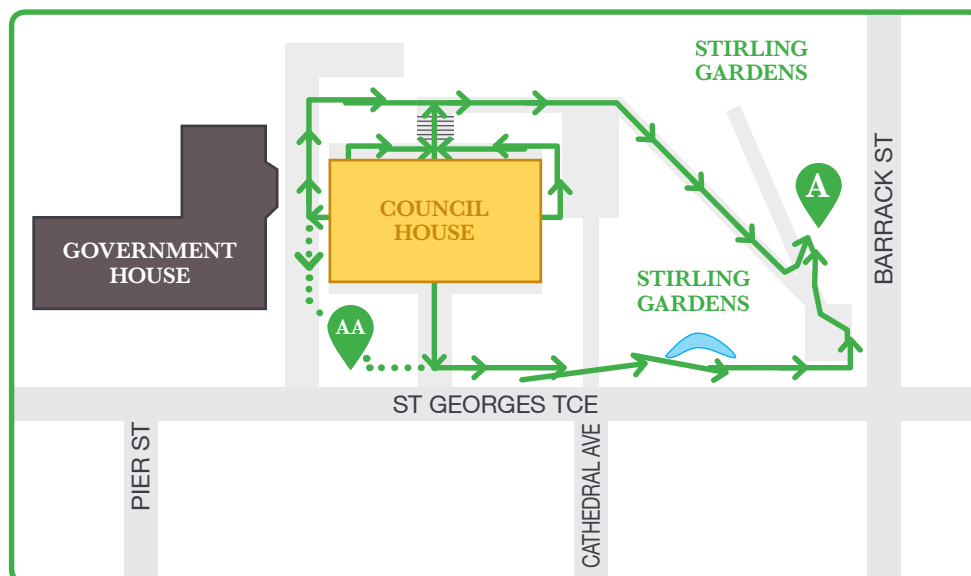 STIRLING
GARDENS
A
BARRACK ST
COUNCIL
HOUSE
GOVERNMENT
HOUSE
STIRLING
GARDENS
AA
ST GEORGES TCE
PIER ST
CATHEDRAL AVE